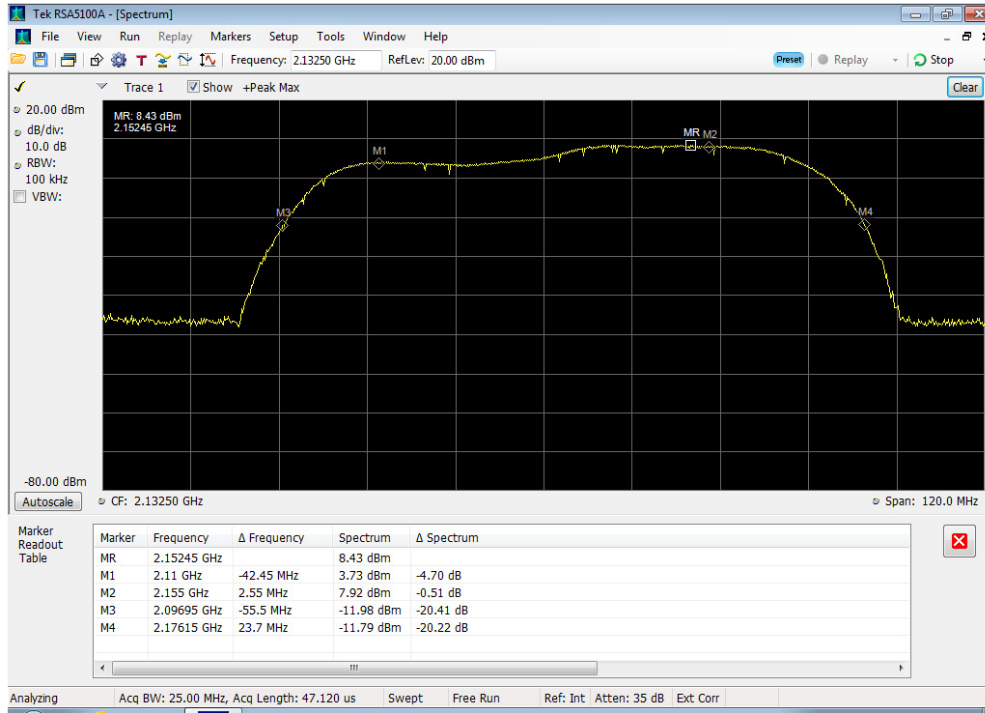 Tek RSA5100A - [Spectrum]
File View Run Replay Markers Setup Tools Window Help
T Frequency: 2.13250 GHz RefLev: 20.00 dBm Preset Replay Stop
Trace 1 Show +Peak Max Clear
20.00 dBm
dB/div:
10.0 dB
RBW:
100 kHz
VBW:
-80.00 dBm
Autoscale
MR: 8.43 dBm
2.15245 GHz
M1
MR M2
M3
M4
CF: 2.13250 GHz Span: 120.0 MHz
Marker
Readout
Table
Marker Frequency Δ Frequency Spectrum Δ Spectrum
MR 2.15245 GHz 8.43 dBm
M1 2.11 GHz -42.45 MHz 3.73 dBm -4.70 dB
M2 2.155 GHz 2.55 MHz 7.92 dBm -0.51 dB
M3 2.09695 GHz -55.5 MHz -11.98 dBm -20.41 dB
M4 2.17615 GHz 23.7 MHz -11.79 dBm -20.22 dB
Analyzing Acq BW: 25.00 MHz, Acq Length: 47.120 us Swept Free Run Ref: Int Atten: 35 dB Ext Corr